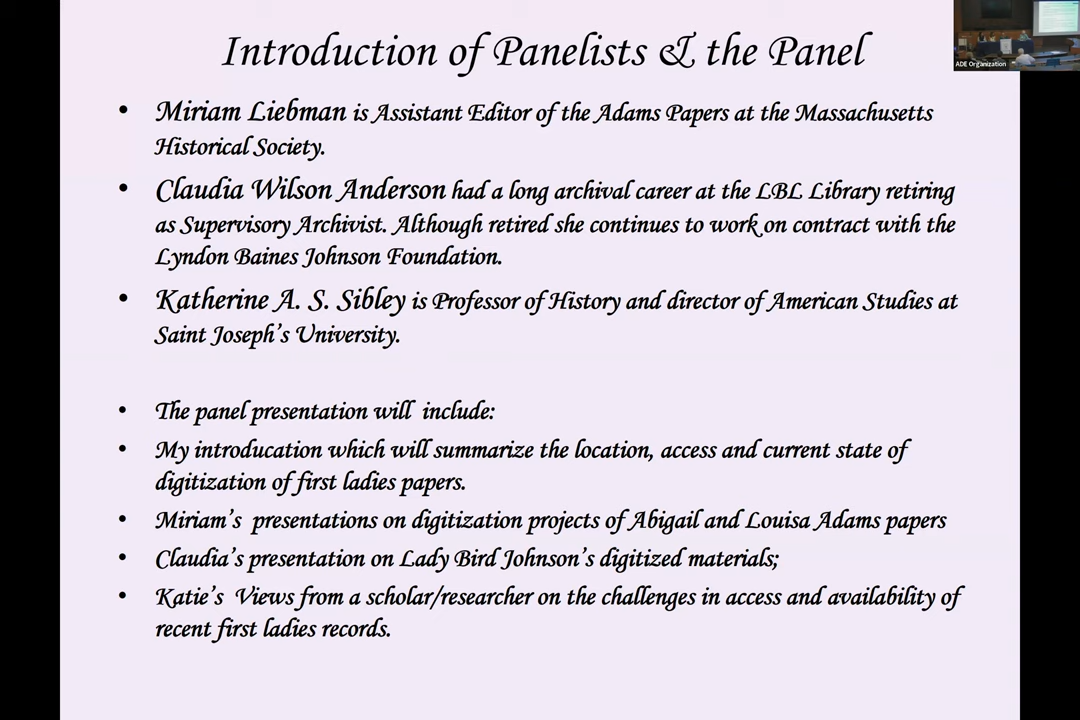 Introduction of Panelists & the Panel
ADE Organization
• Miriam Liebman is Assistant Editor of the Adams Papers at the Massachusetts
Historical Society.
• Claudia Wilson Anderson had a long archival career at the LBL Library retiring
as Supervisory Archivist. Although retired she continues to work on contract with the
Lyndon Baines Johnson Foundation.
• Katherine A. S. Sibley is Professor of History and director of American Studies at
Saint Joseph's University.
• The panel presentation will include:
• My introducation which will summarize the location, access and current state of
digitization of first ladies papers.
• Miriam's presentations on digitization projects of Abigail and Louisa Adams papers
• Claudia's presentation on Lady Bird Johnson's digitized materials;
• Katie's Views from a scholar/researcher on the challenges in access and availability of
recent first ladies records.